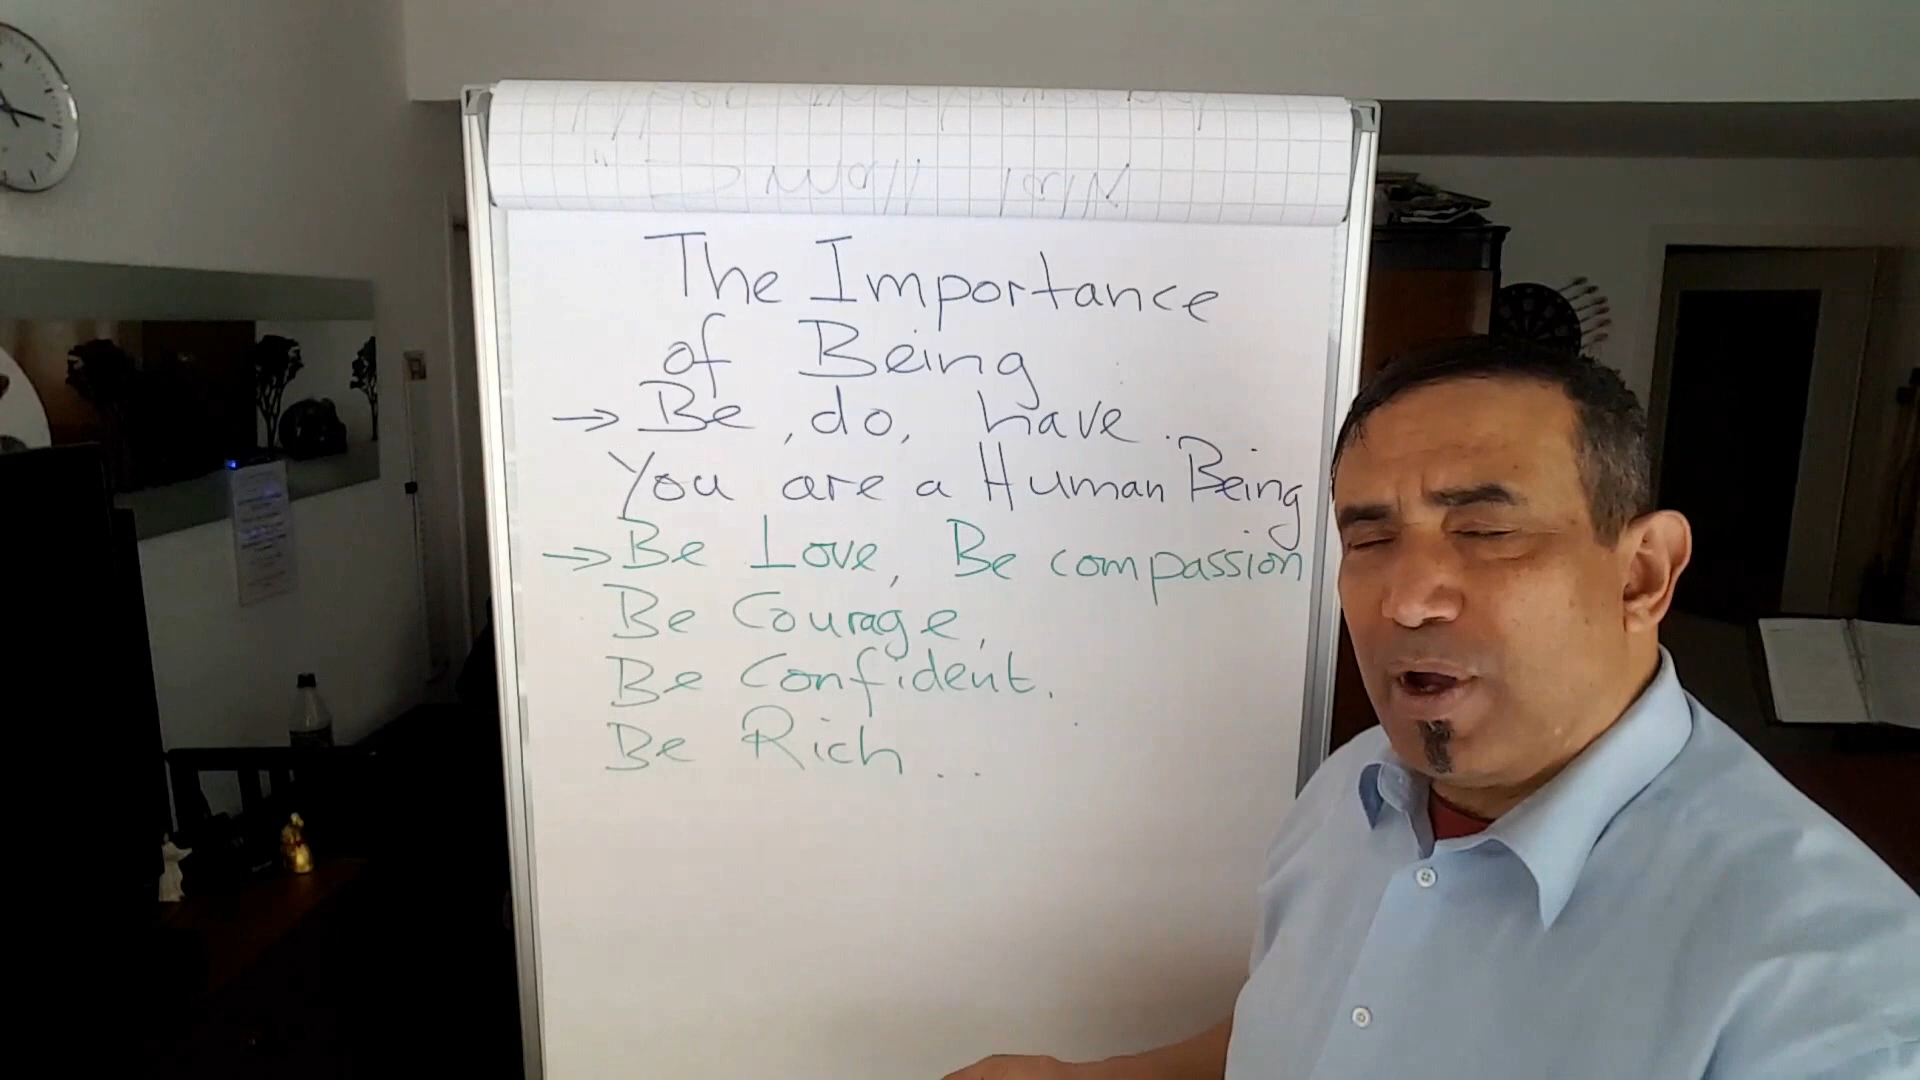 The Importance
of Being
→ Be, do, have.
You are a Human Being
→ Be Love, Be compassion
Be Courage,
Be Confident.
Be Rich...